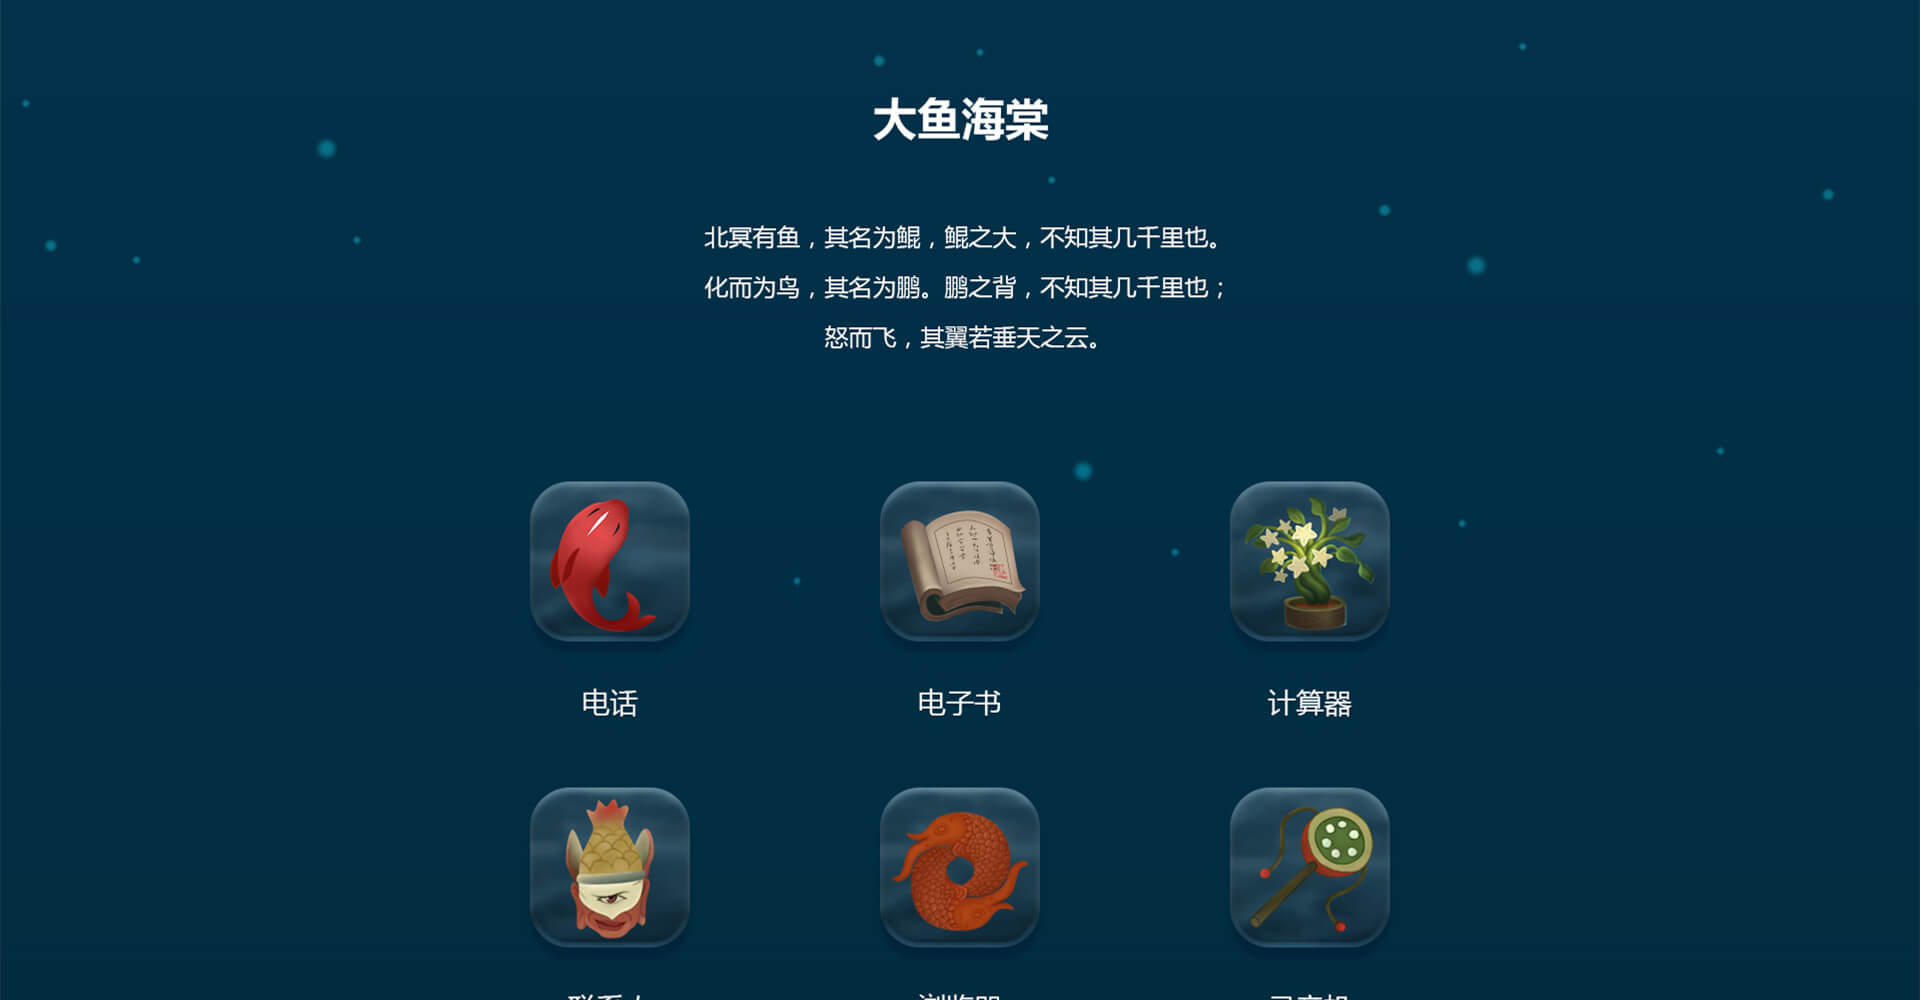 大鱼海棠
北冥有鱼，其名为鲲，鲲之大，不知其几千里也。
化而为鸟，其名为鹏。鹏之背，不知其几千里也；
怒而飞，其翼若垂天之云。
电话
电子书
计算器